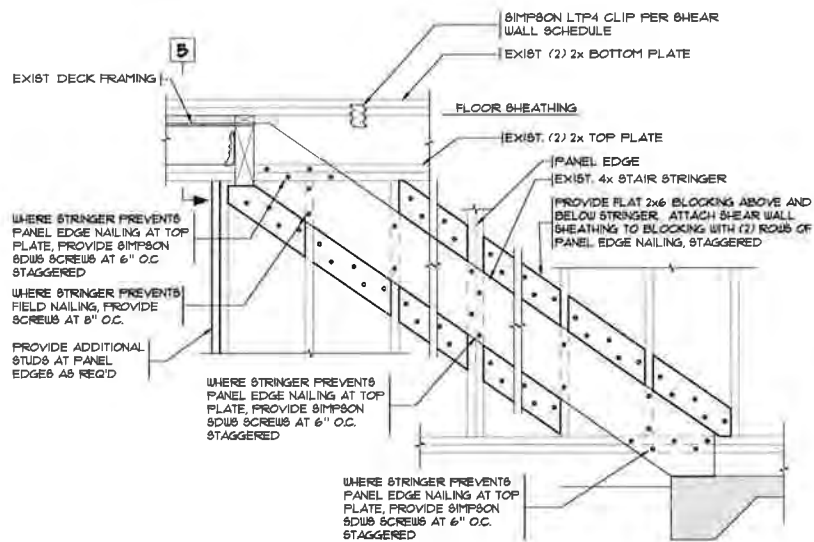 SIMPSON LTP4 CLIP PER SHEAR
WALL SCHEDULE
5
EXIST (2) 2x BOTTOM PLATE
EXIST DECK FRAMING
FLOOR SHEATHING
EXIST. (2) 2x TOP PLATE
PANEL EDGE
EXIST. 4x STAIR STRINGER
PROVIDE FLAT 2x6 BLOCKING ABOVE AND
BELOW STRINGER. ATTACH SHEAR WALL
SHEATHING TO BLOCKING WITH (2) ROWS OF
PANEL EDGE NAILING, STAGGERED
WHERE STRINGER PREVENTS
PANEL EDGE NAILING AT TOP
PLATE, PROVIDE SIMPSON
SDWS SCREWS AT 6" O.C
STAGGERED
WHERE STRINGER PREVENTS
FIELD NAILING, PROVIDE
SCREWS AT 8" O.C.
PROVIDE ADDITIONAL
STUDS AT PANEL
EDGES AS REQ'D
WHERE STRINGER PREVENTS
PANEL EDGE NAILING AT TOP
PLATE, PROVIDE SIMPSON
SDWS SCREWS AT 6" O.C.
STAGGERED
WHERE STRINGER PREVENTS
PANEL EDGE NAILING AT TOP
PLATE, PROVIDE SIMPSON
SDWS SCREWS AT 6" O.C.
STAGGERED